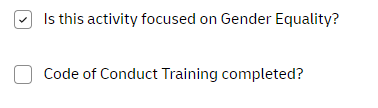 Is this activity focused on Gender Equality?
Code of Conduct Training completed?